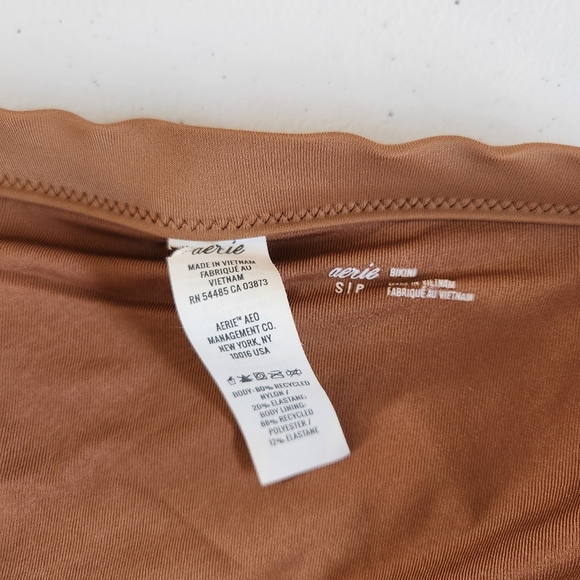 aerie
MADE IN VIETNAM
FABRIQUE AU
VIETNAM
RN 54485 CA 03873
AERIE™ AEO
MANAGEMENT CO.
NEW YORK, NY
10016 USA
BODY: 80% RECYCLED
NYLON /
20% ELASTANE.
BODY LINING:
88% RECYCLED
POLYESTER /
12% ELASTANE
aerie BIKINI
S|P MADE IN VIETNAM
FABRIQUE AU VIETNAM